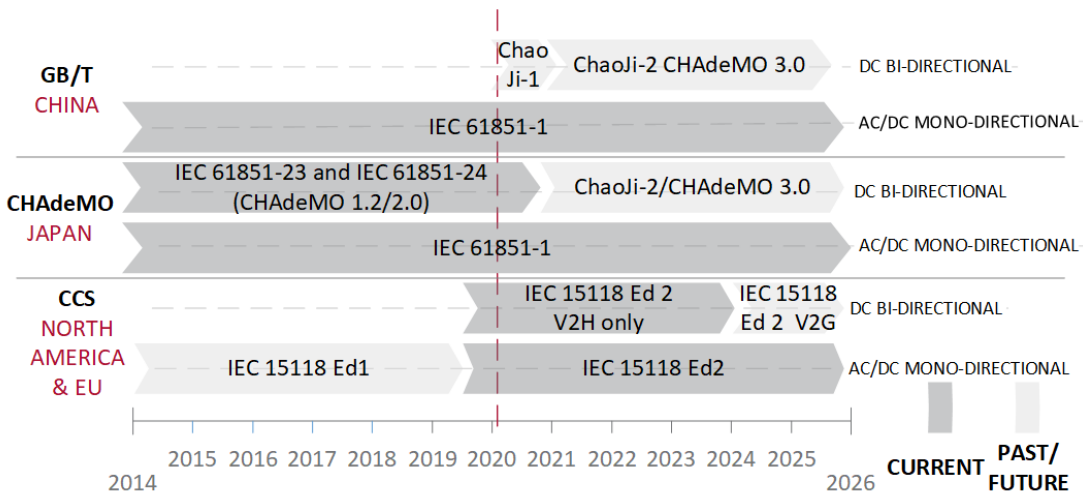 GB/T
CHINA
Chao
Ji-1
ChaoJi-2 CHAdeMO 3.0
DC BI-DIRECTIONAL
IEC 61851-1
AC/DC MONO-DIRECTIONAL
CHAdeMO
JAPAN
IEC 61851-23 and IEC 61851-24
(CHAdeMO 1.2/2.0)
ChaoJi-2/CHAdeMO 3.0
DC BI-DIRECTIONAL
IEC 61851-1
AC/DC MONO-DIRECTIONAL
CCS
NORTH
AMERICA
& EU
IEC 15118 Ed 2
V2H only
IEC 15118
Ed 2 V2G
DC BI-DIRECTIONAL
IEC 15118 Ed1
IEC 15118 Ed2
AC/DC MONO-DIRECTIONAL
2014
2015
2016
2017
2018
2019
2020
2021
2022
2023
2024
2025
2026
CURRENT
PAST/
FUTURE